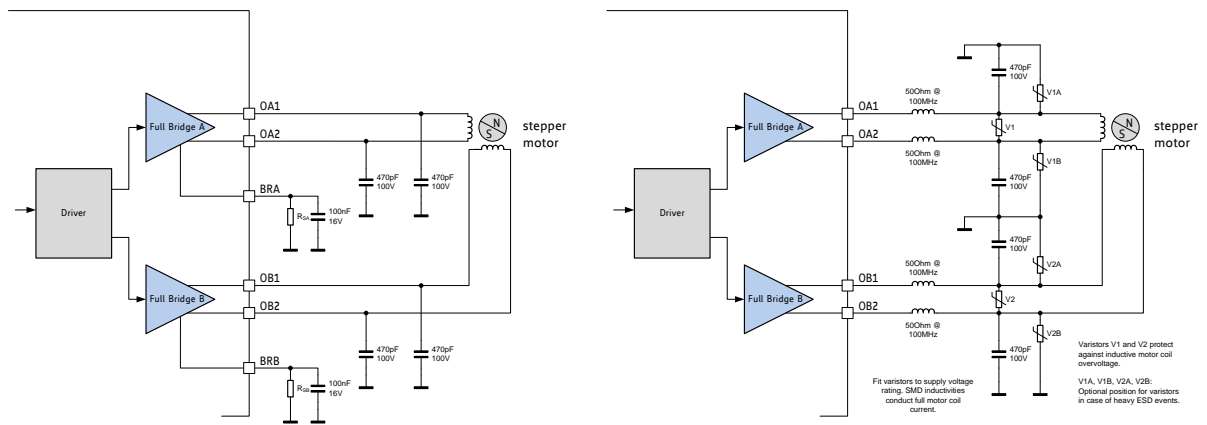 Driver
Full Bridge A
Full Bridge B
OA1
OA2
BRA
R_SA
100nF
16V
470pF
100V
470pF
100V
OB1
OB2
BRB
R_SB
100nF
16V
470pF
100V
470pF
100V
N
S
stepper
motor
Driver
Full Bridge A
Full Bridge B
OA1
OA2
50Ohm @
100MHz
50Ohm @
100MHz
470pF
100V
V1A
V1
V1B
470pF
100V
470pF
100V
V2A
OB1
OB2
50Ohm @
100MHz
50Ohm @
100MHz
V2
V2B
470pF
100V
N
S
stepper
motor
Fit varistors to supply voltage
rating. SMD inductivities
conduct full motor coil
current.
Varistors V1 and V2 protect
against inductive motor coil
overvoltage.
V1A, V1B, V2A, V2B:
Optional position for varistors
in case of heavy ESD events.